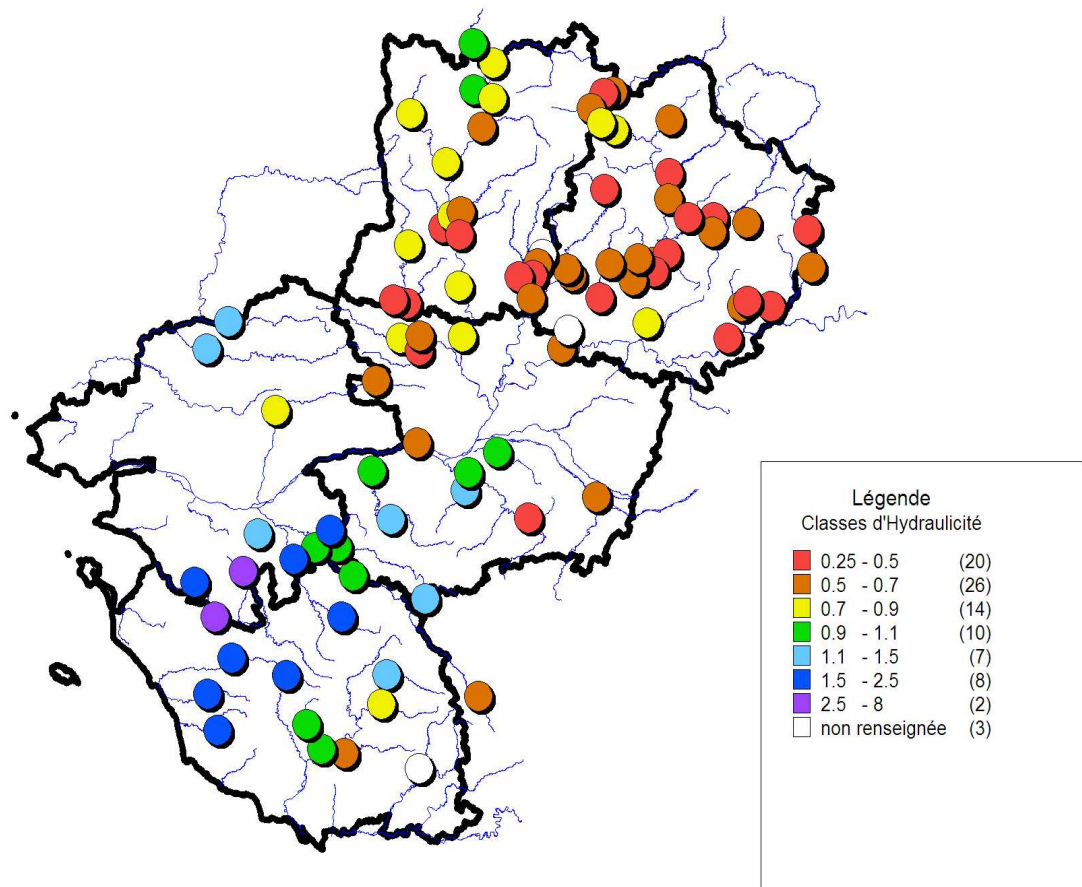 Légende
Classes d'Hydraulicité
0.25 - 0.5 (20)
0.5 - 0.7 (26)
0.7 - 0.9 (14)
0.9 - 1.1 (10)
1.1 - 1.5 (7)
1.5 - 2.5 (8)
2.5 - 8 (2)
non renseignée (3)